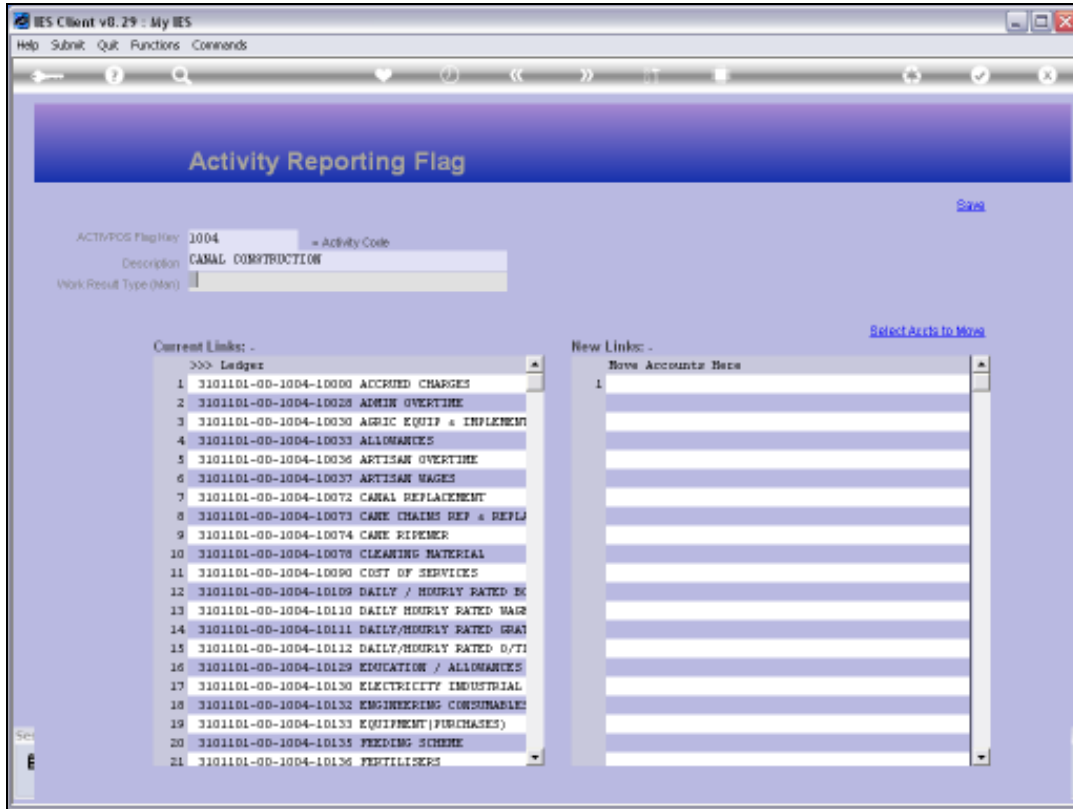 IES Client v8.29 : My IES
Help Submit Quit Functions Commands
Activity Reporting Flag
Save
ACTIVPOS Flag Key 1004 = Activity Code
Description CANAL CONSTRUCTION
Work Result Type (Man)
Select Accts to Move
Current Links: - New Links: -
>>> Ledger Move Accounts Here
1 3101101-00-1004-10000 ACCRUED CHARGES 1
2 3101101-00-1004-10028 ADMIN OVERTIME
3 3101101-00-1004-10030 AGRIC EQUIP & IMPLEMENT
4 3101101-00-1004-10033 ALLOWANCES
5 3101101-00-1004-10036 ARTISAN OVERTIME
6 3101101-00-1004-10037 ARTISAN WAGES
7 3101101-00-1004-10072 CANAL REPLACEMENT
8 3101101-00-1004-10073 CANE CHAINS REP & REPLA
9 3101101-00-1004-10074 CANE RIPENER
10 3101101-00-1004-10078 CLEANING MATERIAL
11 3101101-00-1004-10090 COST OF SERVICES
12 3101101-00-1004-10109 DAILY / HOURLY RATED BO
13 3101101-00-1004-10110 DAILY HOURLY RATED WAGE
14 3101101-00-1004-10111 DAILY/HOURLY RATED GRAT
15 3101101-00-1004-10112 DAILY/HOURLY RATED O/TI
16 3101101-00-1004-10129 EDUCATION / ALLOWANCES
17 3101101-00-1004-10130 ELECTRICITY INDUSTRIAL
18 3101101-00-1004-10132 ENGINEERING CONSUMABLES
19 3101101-00-1004-10133 EQUIPMENT(PURCHASES)
20 3101101-00-1004-10135 FEEDING SCHEME
21 3101101-00-1004-10136 FERTILISERS